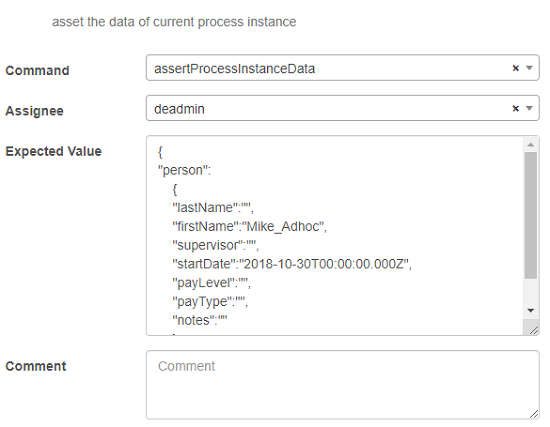 asset the data of current process instance
Command
assertProcessInstanceData
×
Assignee
deadmin
×
Expected Value
{
"person":
{
"lastName":"",
"firstName":"Mike_Adhoc",
"supervisor":"",
"startDate":"2018-10-30T00:00:00.000Z",
"payLevel":"",
"payType":"",
"notes":""
Comment
Comment